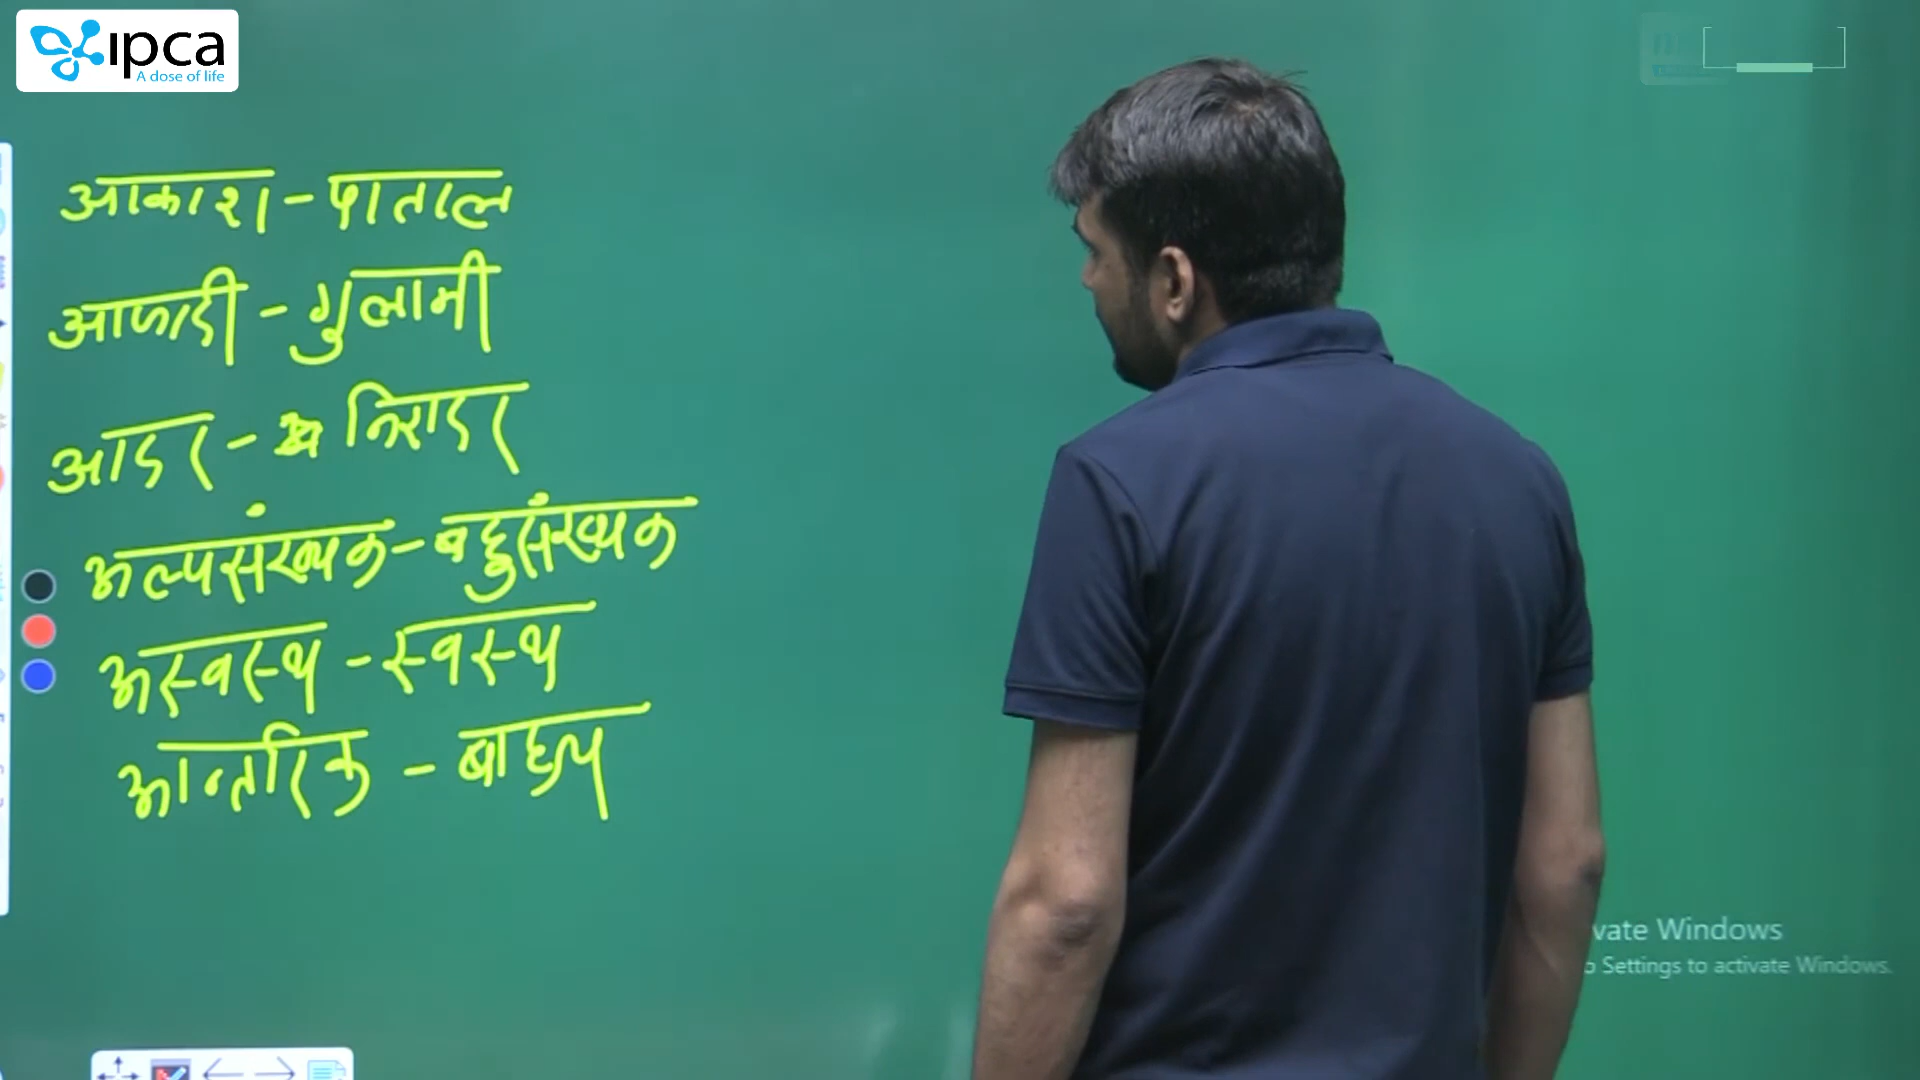 ipca
A dose of life
आकाश - पाताल
आजादी - गुलामी
आदर - निरादर
अल्पसंख्यक - बहुसंख्यक
अस्वस्थ - स्वस्थ
आन्तरिक - बाह्य
vate Windows
o Settings to activate Windows.